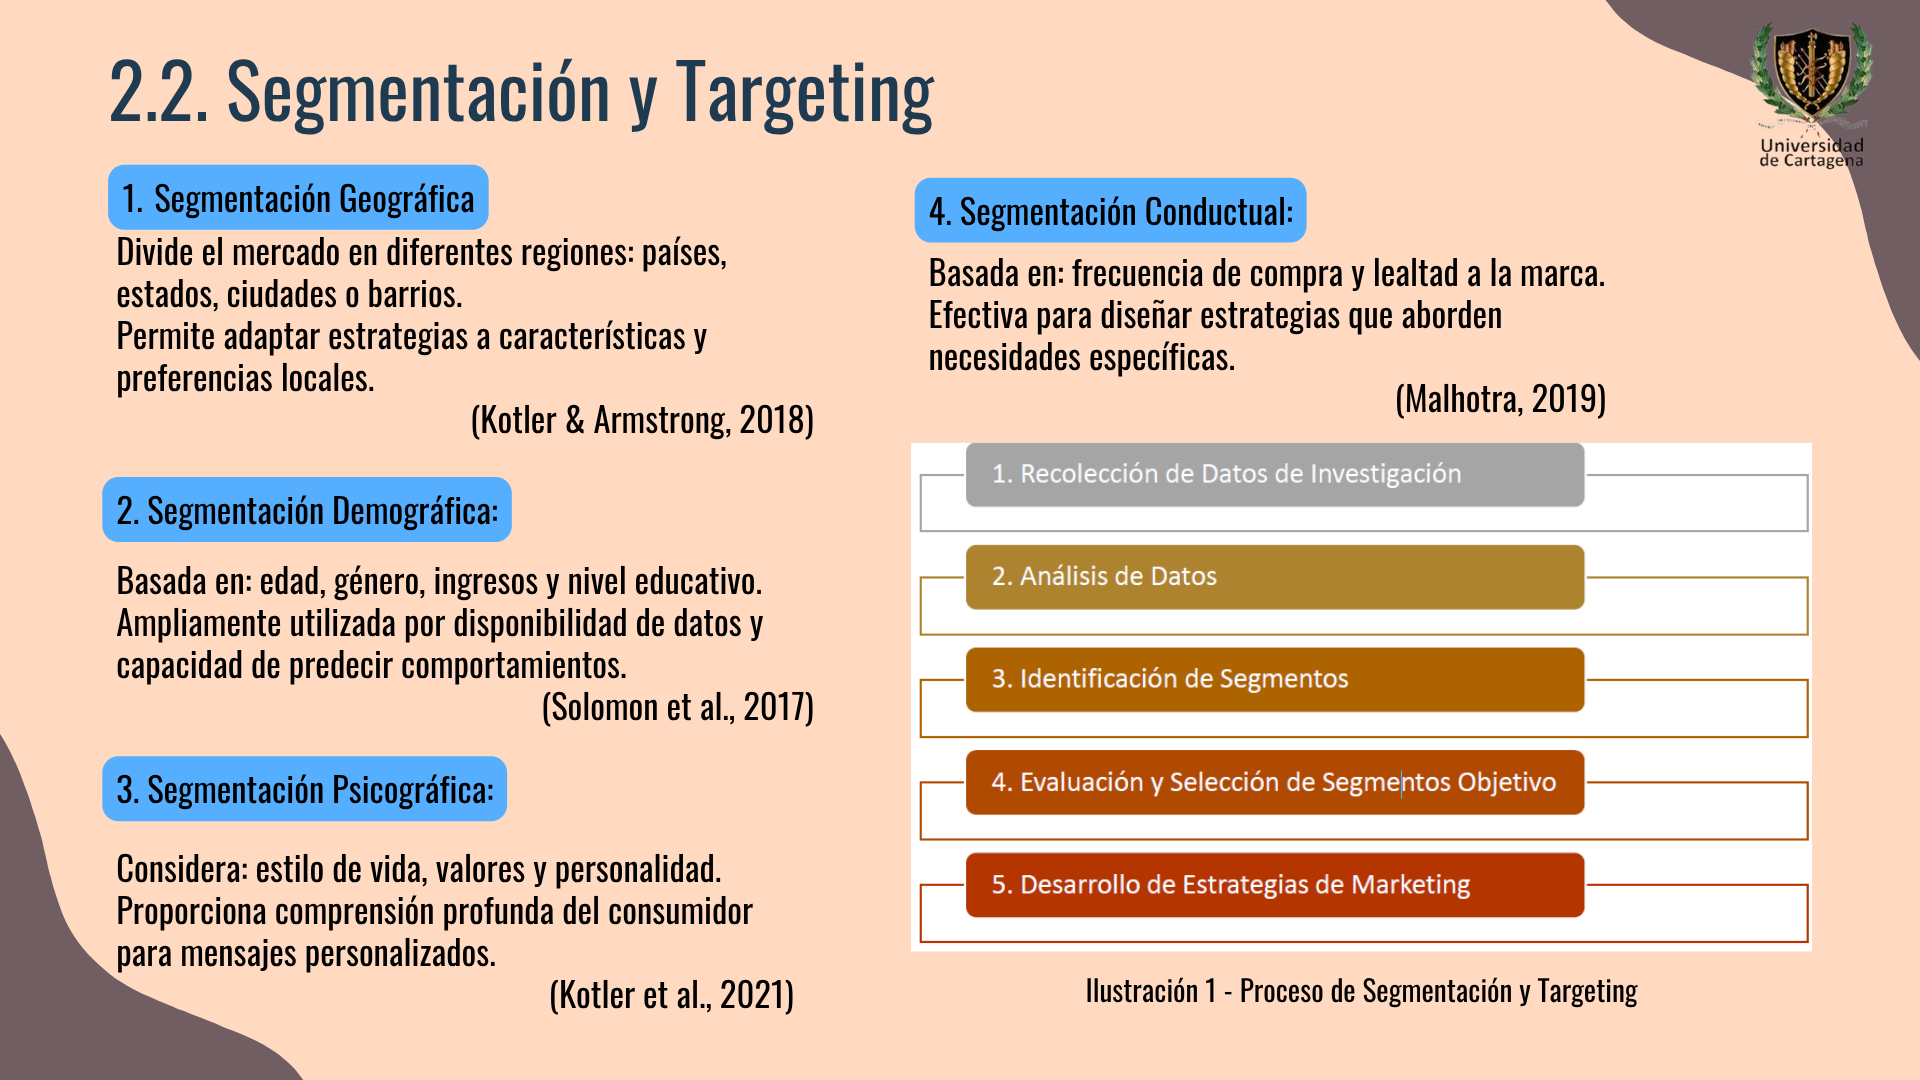 2.2. Segmentación y Targeting
Universidad
de Cartagena
1. Segmentación Geográfica
Divide el mercado en diferentes regiones: países,
estados, ciudades o barrios.
Permite adaptar estrategias a características y
preferencias locales.
(Kotler & Armstrong, 2018)
2. Segmentación Demográfica:
Basada en: edad, género, ingresos y nivel educativo.
Ampliamente utilizada por disponibilidad de datos y
capacidad de predecir comportamientos.
(Solomon et al., 2017)
3. Segmentación Psicográfica:
Considera: estilo de vida, valores y personalidad.
Proporciona comprensión profunda del consumidor
para mensajes personalizados.
(Kotler et al., 2021)
4. Segmentación Conductual:
Basada en: frecuencia de compra y lealtad a la marca.
Efectiva para diseñar estrategias que aborden
necesidades específicas.
(Malhotra, 2019)
1. Recolección de Datos de Investigación
2. Análisis de Datos
3. Identificación de Segmentos
4. Evaluación y Selección de Segmentos Objetivo
5. Desarrollo de Estrategias de Marketing
Ilustración 1 - Proceso de Segmentación y Targeting